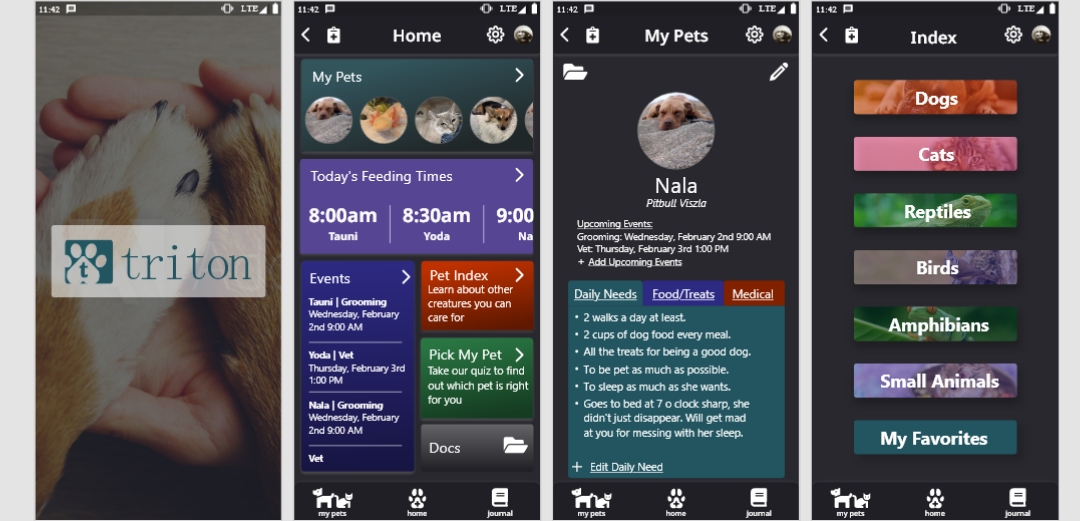 11:42 LTE
t triton
11:42 LTE
Home
My Pets
Today's Feeding Times
8:00am 8:30am 9:00
Tauni Yoda Na
Events
Tauni | Grooming
Wednesday, February
2nd 9:00 AM
Yoda | Vet
Thursday, February 3rd
1:00 PM
Nala | Grooming
Wednesday, February
2nd 9:00 AM
Vet
Pet Index
Learn about other
creatures you can
care for
Pick My Pet
Take our quiz to find
out which pet is right
for you
Docs
my pets home journal
11:42 LTE
My Pets
Nala
Pitbull Viszla
Upcoming Events:
Grooming: Wednesday, February 2nd 9:00 AM
Vet: Thursday, February 3rd 1:00 PM
+ Add Upcoming Events
Daily Needs Food/Treats Medical
• 2 walks a day at least.
• 2 cups of dog food every meal.
• All the treats for being a good dog.
• To be pet as much as possible.
• To sleep as much as she wants.
• Goes to bed at 7 o clock sharp, she
didn't just disappear. Will get mad
at you for messing with her sleep.
+ Edit Daily Need
my pets home journal
11:42 LTE
Index
Dogs
Cats
Reptiles
Birds
Amphibians
Small Animals
My Favorites
my pets home journal